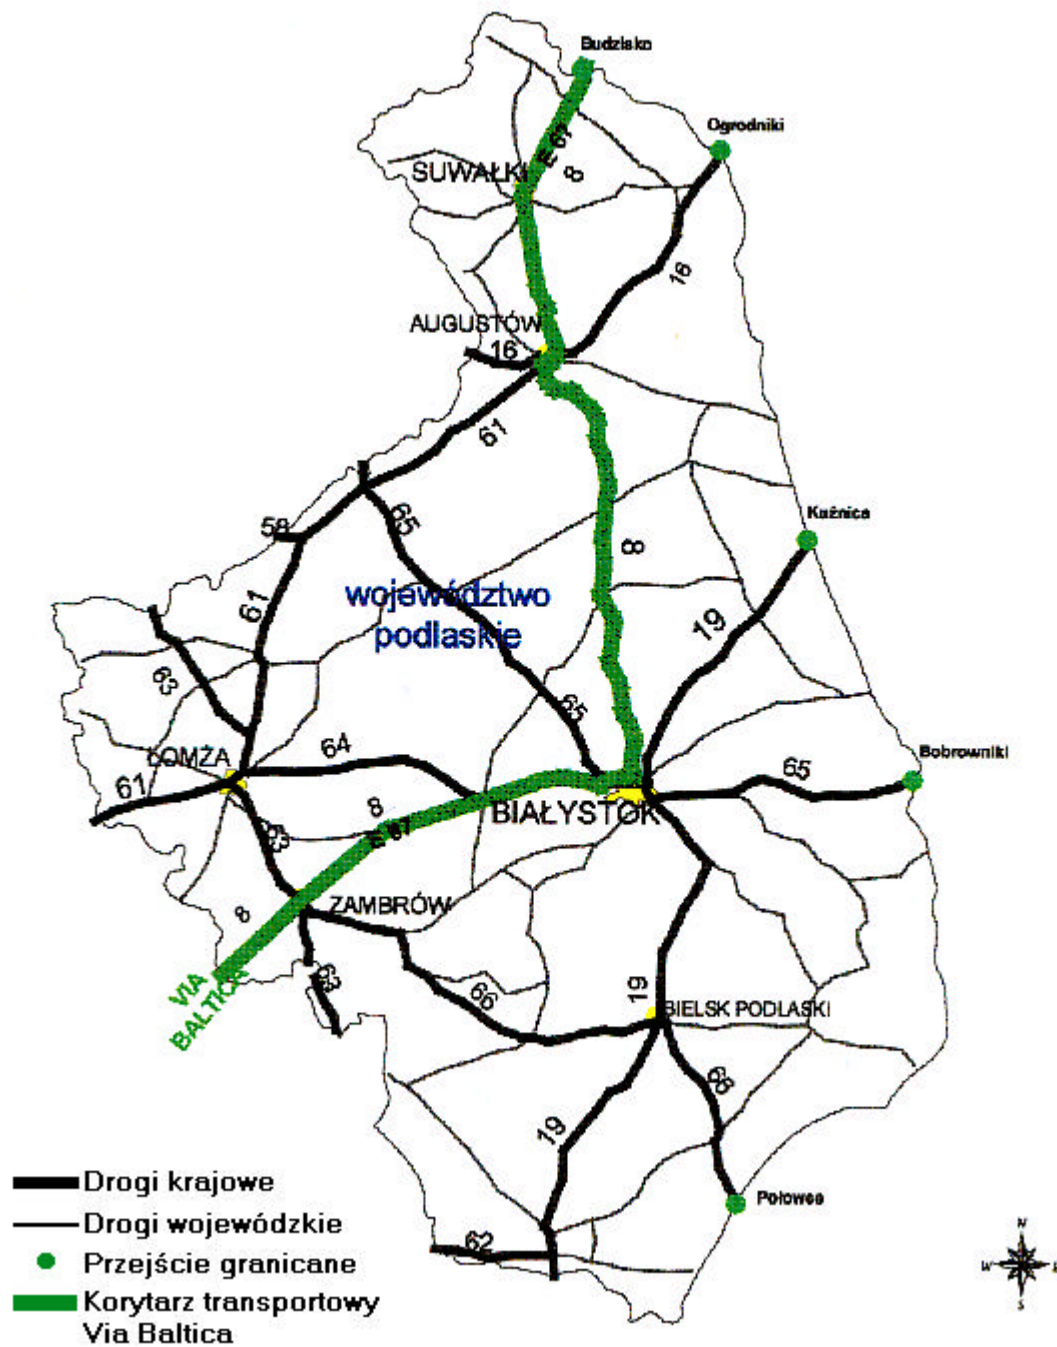 Budzisko
Ogrodniki
E 67
SUWAŁKI
8
16
AUGUSTÓW
16
61
65
Kuźnica
58
8
województwo
podlaskie
61
19
63
65
ŁOMŻA
64
Bobrowniki
61
65
8
BIAŁYSTOK
E 67
63
ZAMBRÓW
8
VIA
BALTICA
63
66
19
BIELSK PODLASKI
68
19
Połowce
62
Drogi krajowe
Drogi wojewódzkie
Przejście granicane
Korytarz transportowy
Via Baltica
N
W
E
S